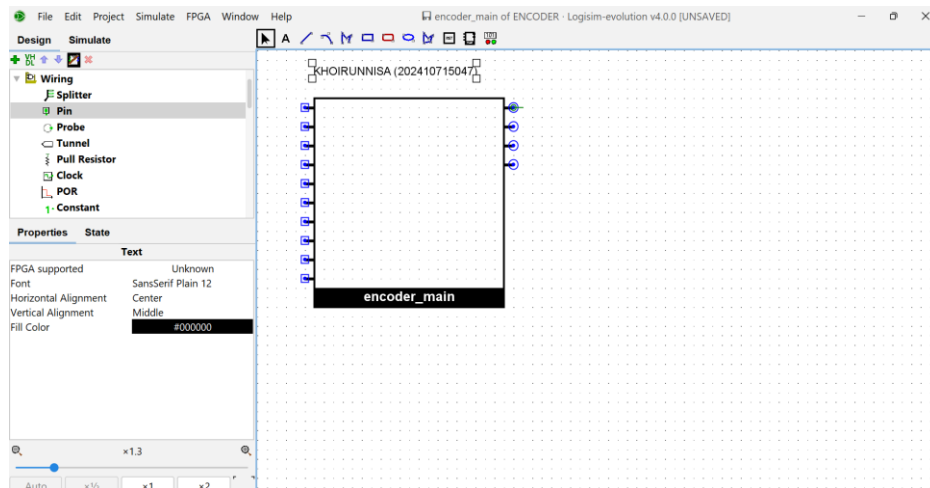 File Edit Project Simulate FPGA Window Help encoder_main of ENCODER · Logisim-evolution v4.0.0 [UNSAVED]
Design Simulate
Wiring
Splitter
Pin
Probe
Tunnel
Pull Resistor
Clock
POR
Constant
Properties State
Text
FPGA supported Unknown
Font SansSerif Plain 12
Horizontal Alignment Center
Vertical Alignment Middle
Fill Color #000000
×1.3
Auto ×½ ×1 ×2
KHOIRUNNISA (202410715047)
encoder_main